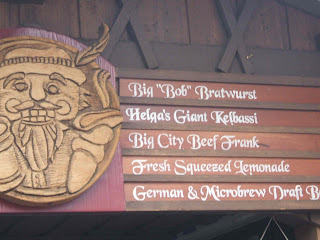 Big "Bob" Bratwurst
Helga's Giant Kelbassi
Big City Beef Frank
Fresh Squeezed Lemonade
German & Microbrew Draft